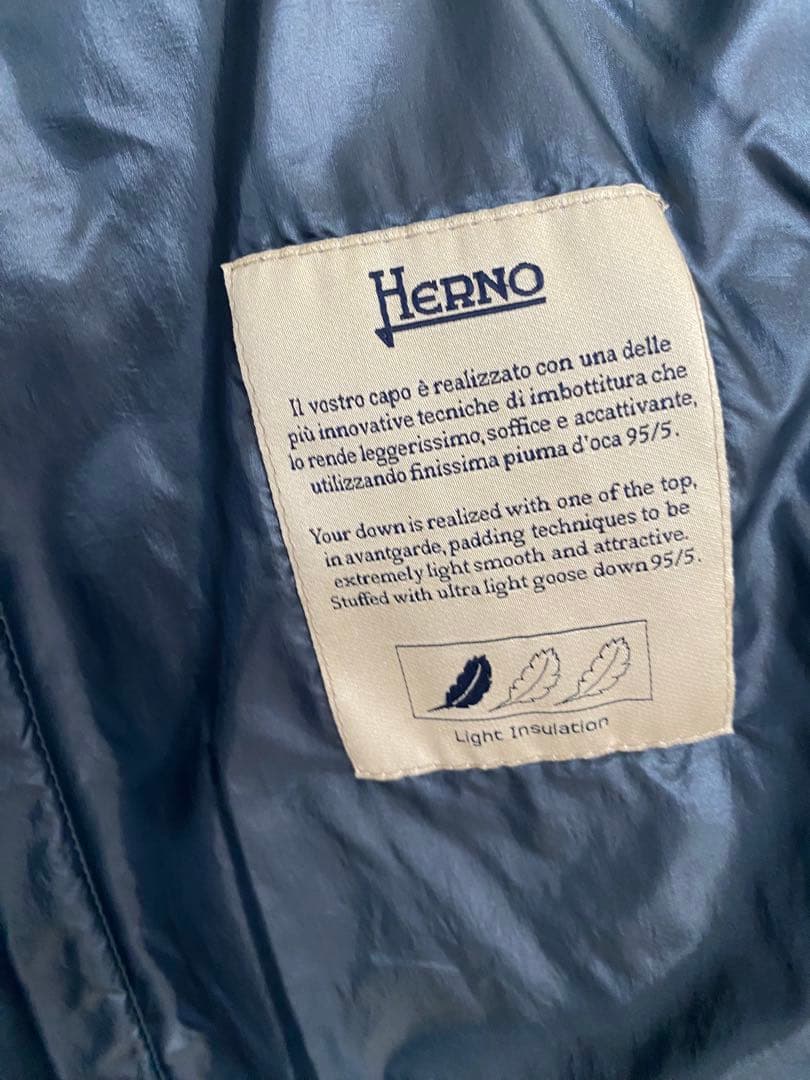 HERNO
Il vostro capo è realizzato con una delle
più innovative tecniche di imbottitura che
lo rende leggerissimo, soffice e accattivante,
utilizzando finissima piuma d'oca 95/5.
Your down is realized with one of the top,
in avantgarde, padding techniques to be
extremely light smooth and attractive.
Stuffed with ultra light goose down 95/5.
Light Insulation